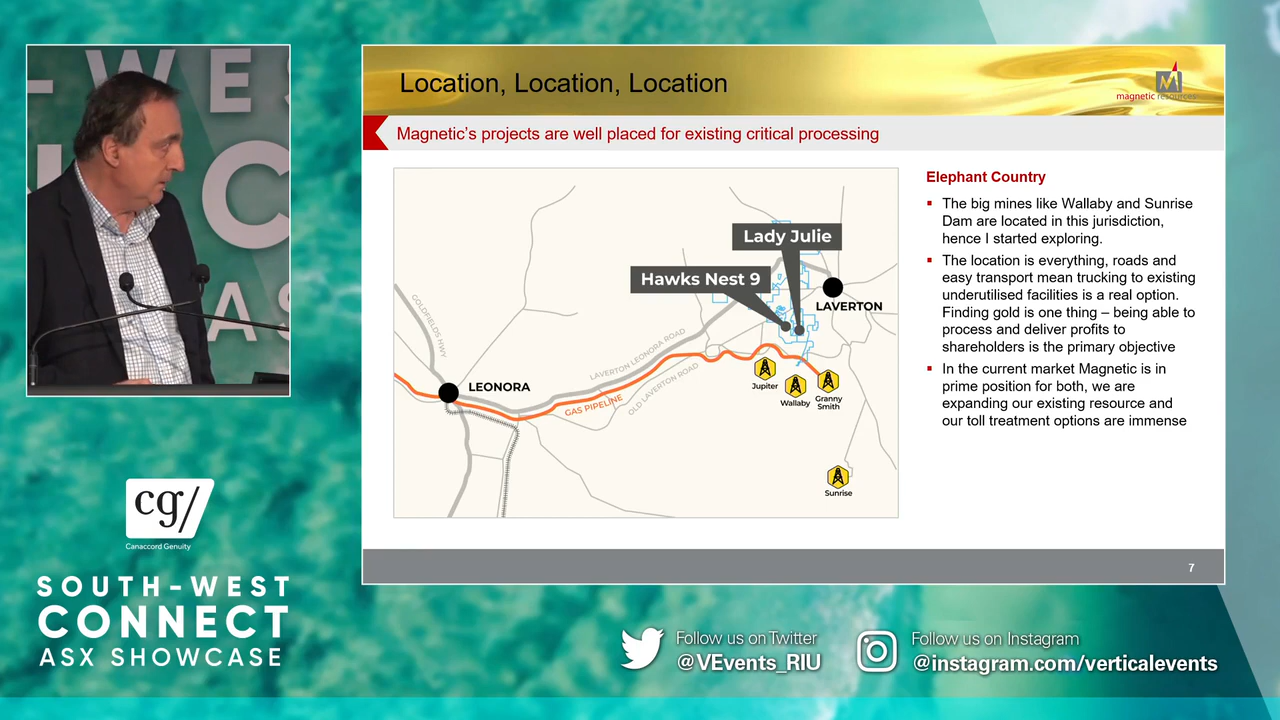 Location, Location, Location
magnetic resources
Magnetic's projects are well placed for existing critical processing
Lady Julie
Hawks Nest 9
LAVERTON
GOLDFIELDS HWY
LAVERTON LEONORA ROAD
LEONORA
GAS PIPELINE
OLD LAVERTON ROAD
Jupiter
Wallaby
Granny
Smith
Sunrise
Elephant Country
▪ The big mines like Wallaby and Sunrise
Dam are located in this jurisdiction,
hence I started exploring.
▪ The location is everything, roads and
easy transport mean trucking to existing
underutilised facilities is a real option.
Finding gold is one thing – being able to
process and deliver profits to
shareholders is the primary objective
▪ In the current market Magnetic is in
prime position for both, we are
expanding our existing resource and
our toll treatment options are immense
7
cg/
Canaccord Genuity
SOUTH-WEST
CONNECT
ASX SHOWCASE
Follow us on Twitter
@VEvents_RIU
Follow us on Instagram
@instagram.com/verticalevents